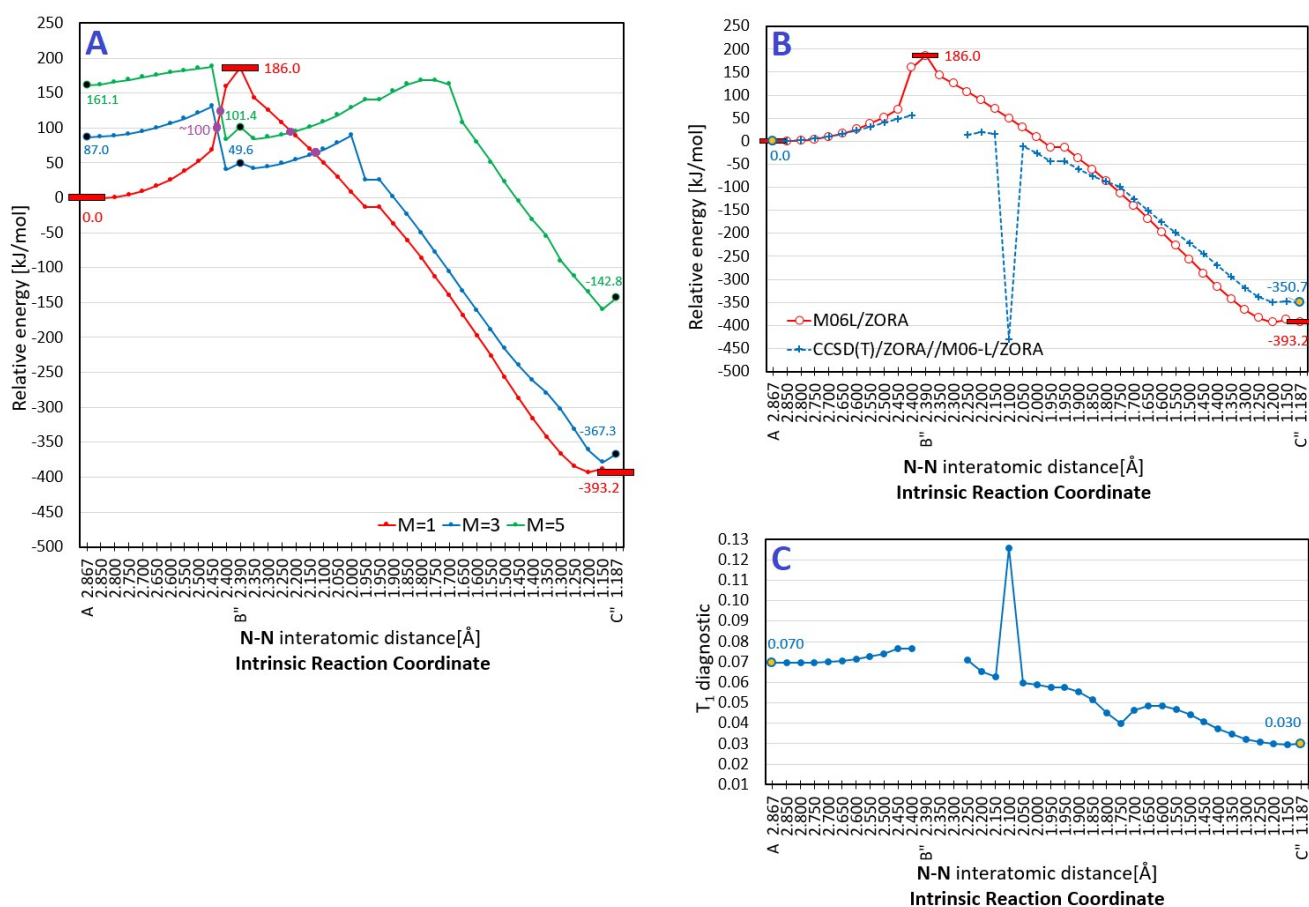 A
250
200
150
100
50
0
-50
-100
-150
-200
-250
-300
-350
-400
-450
-500
Relative energy [kJ/mol]
186.0
161.1
101.4
~100
87.0
49.6
0.0
-142.8
-367.3
-393.2
M=1 M=3 M=5
2.867 2.850 2.800 2.750 2.700 2.650 2.600 2.550 2.500 2.450 2.400 2.390 2.350 2.300 2.250 2.200 2.150 2.100 2.050 2.000 1.950 1.950 1.900 1.850 1.800 1.750 1.700 1.650 1.600 1.550 1.500 1.450 1.400 1.350 1.300 1.250 1.200 1.150 1.187
A B" C"
N-N interatomic distance[Å]
Intrinsic Reaction Coordinate
B
250
200
150
100
50
0
-50
-100
-150
-200
-250
-300
-350
-400
-450
-500
Relative energy [kJ/mol]
186.0
0.0
-350.7
-393.2
M06L/ZORA
CCSD(T)/ZORA//M06-L/ZORA
2.867 2.850 2.800 2.750 2.700 2.650 2.600 2.550 2.500 2.450 2.400 2.390 2.350 2.300 2.250 2.200 2.150 2.100 2.050 2.000 1.950 1.950 1.900 1.850 1.800 1.750 1.700 1.650 1.600 1.550 1.500 1.450 1.400 1.350 1.300 1.250 1.200 1.150 1.187
A B" C"
N-N interatomic distance[Å]
Intrinsic Reaction Coordinate
C
0.13
0.12
0.11
0.10
0.09
0.08
0.07
0.06
0.05
0.04
0.03
0.02
0.01
T1 diagnostic
0.070
0.030
2.867 2.850 2.800 2.750 2.700 2.650 2.600 2.550 2.500 2.450 2.400 2.390 2.350 2.300 2.250 2.200 2.150 2.100 2.050 2.000 1.950 1.950 1.900 1.850 1.800 1.750 1.700 1.650 1.600 1.550 1.500 1.450 1.400 1.350 1.300 1.250 1.200 1.150 1.187
A B" C"
N-N interatomic distance[Å]
Intrinsic Reaction Coordinate